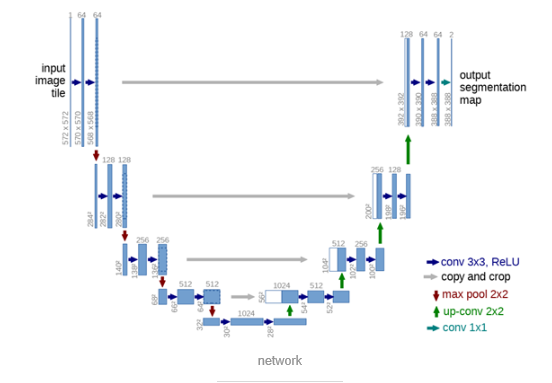 1 64 64
128 64 64 2
input
image
tile
output
segmentation
map
572 x 572
570 x 570
568 x 568
392 x 392
390 x 390
388 x 388
388 x 388
128 128
256 128
284²
282²
280²
200²
198²
196²
256 256
512 256
140²
138²
136²
104²
102²
100²
512 512
1024 512
68²
66²
64²
56²
54²
52²
1024
32²
30²
28²
conv 3x3, ReLU
copy and crop
max pool 2x2
up-conv 2x2
conv 1x1
network